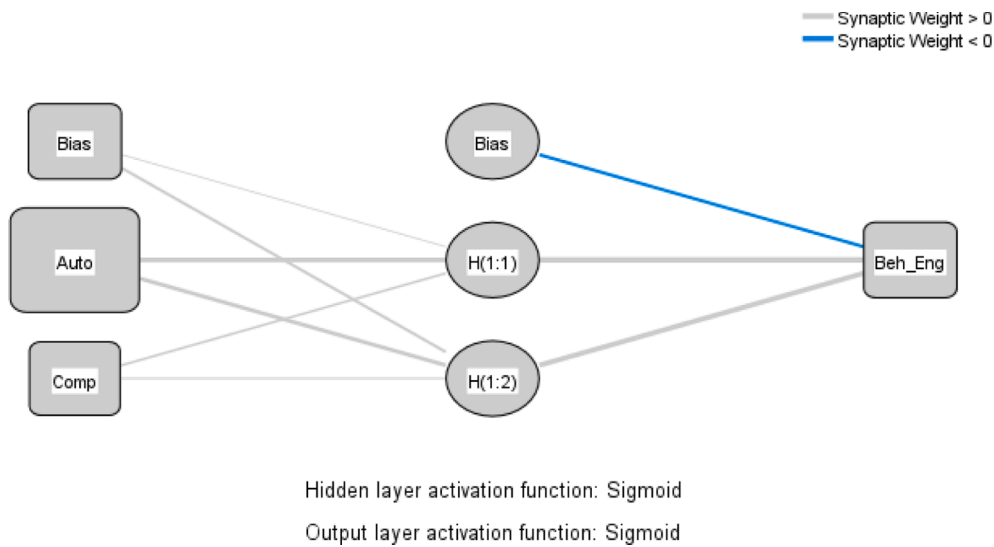 Synaptic Weight > 0
Synaptic Weight < 0
Bias
Bias
Auto
H(1:1)
Beh_Eng
Comp
H(1:2)
Hidden layer activation function: Sigmoid
Output layer activation function: Sigmoid